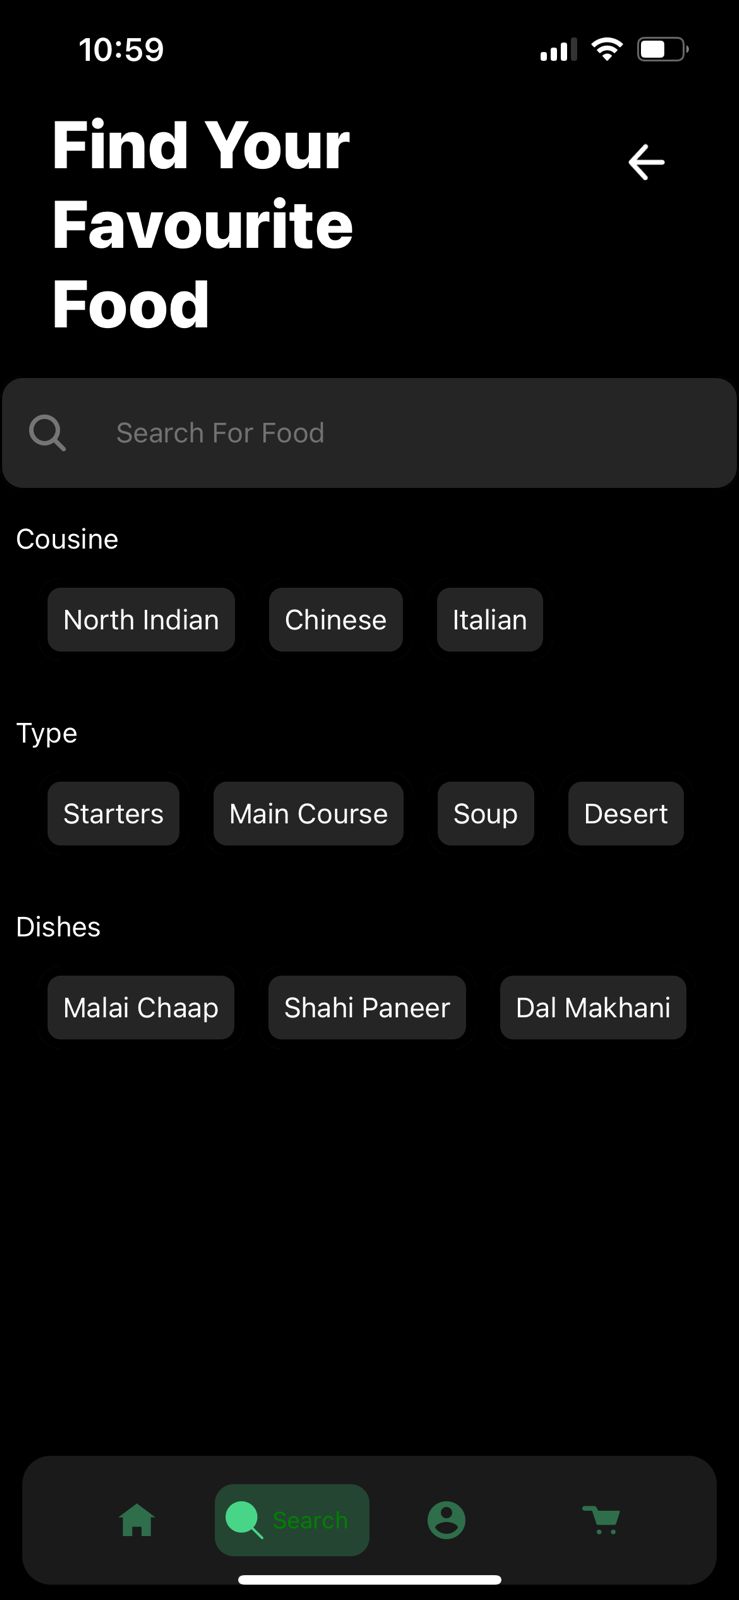 10:59
Find Your
Favourite
Food
Search For Food
Cousine
North Indian Chinese Italian
Type
Starters Main Course Soup Desert
Dishes
Malai Chaap Shahi Paneer Dal Makhani
Search